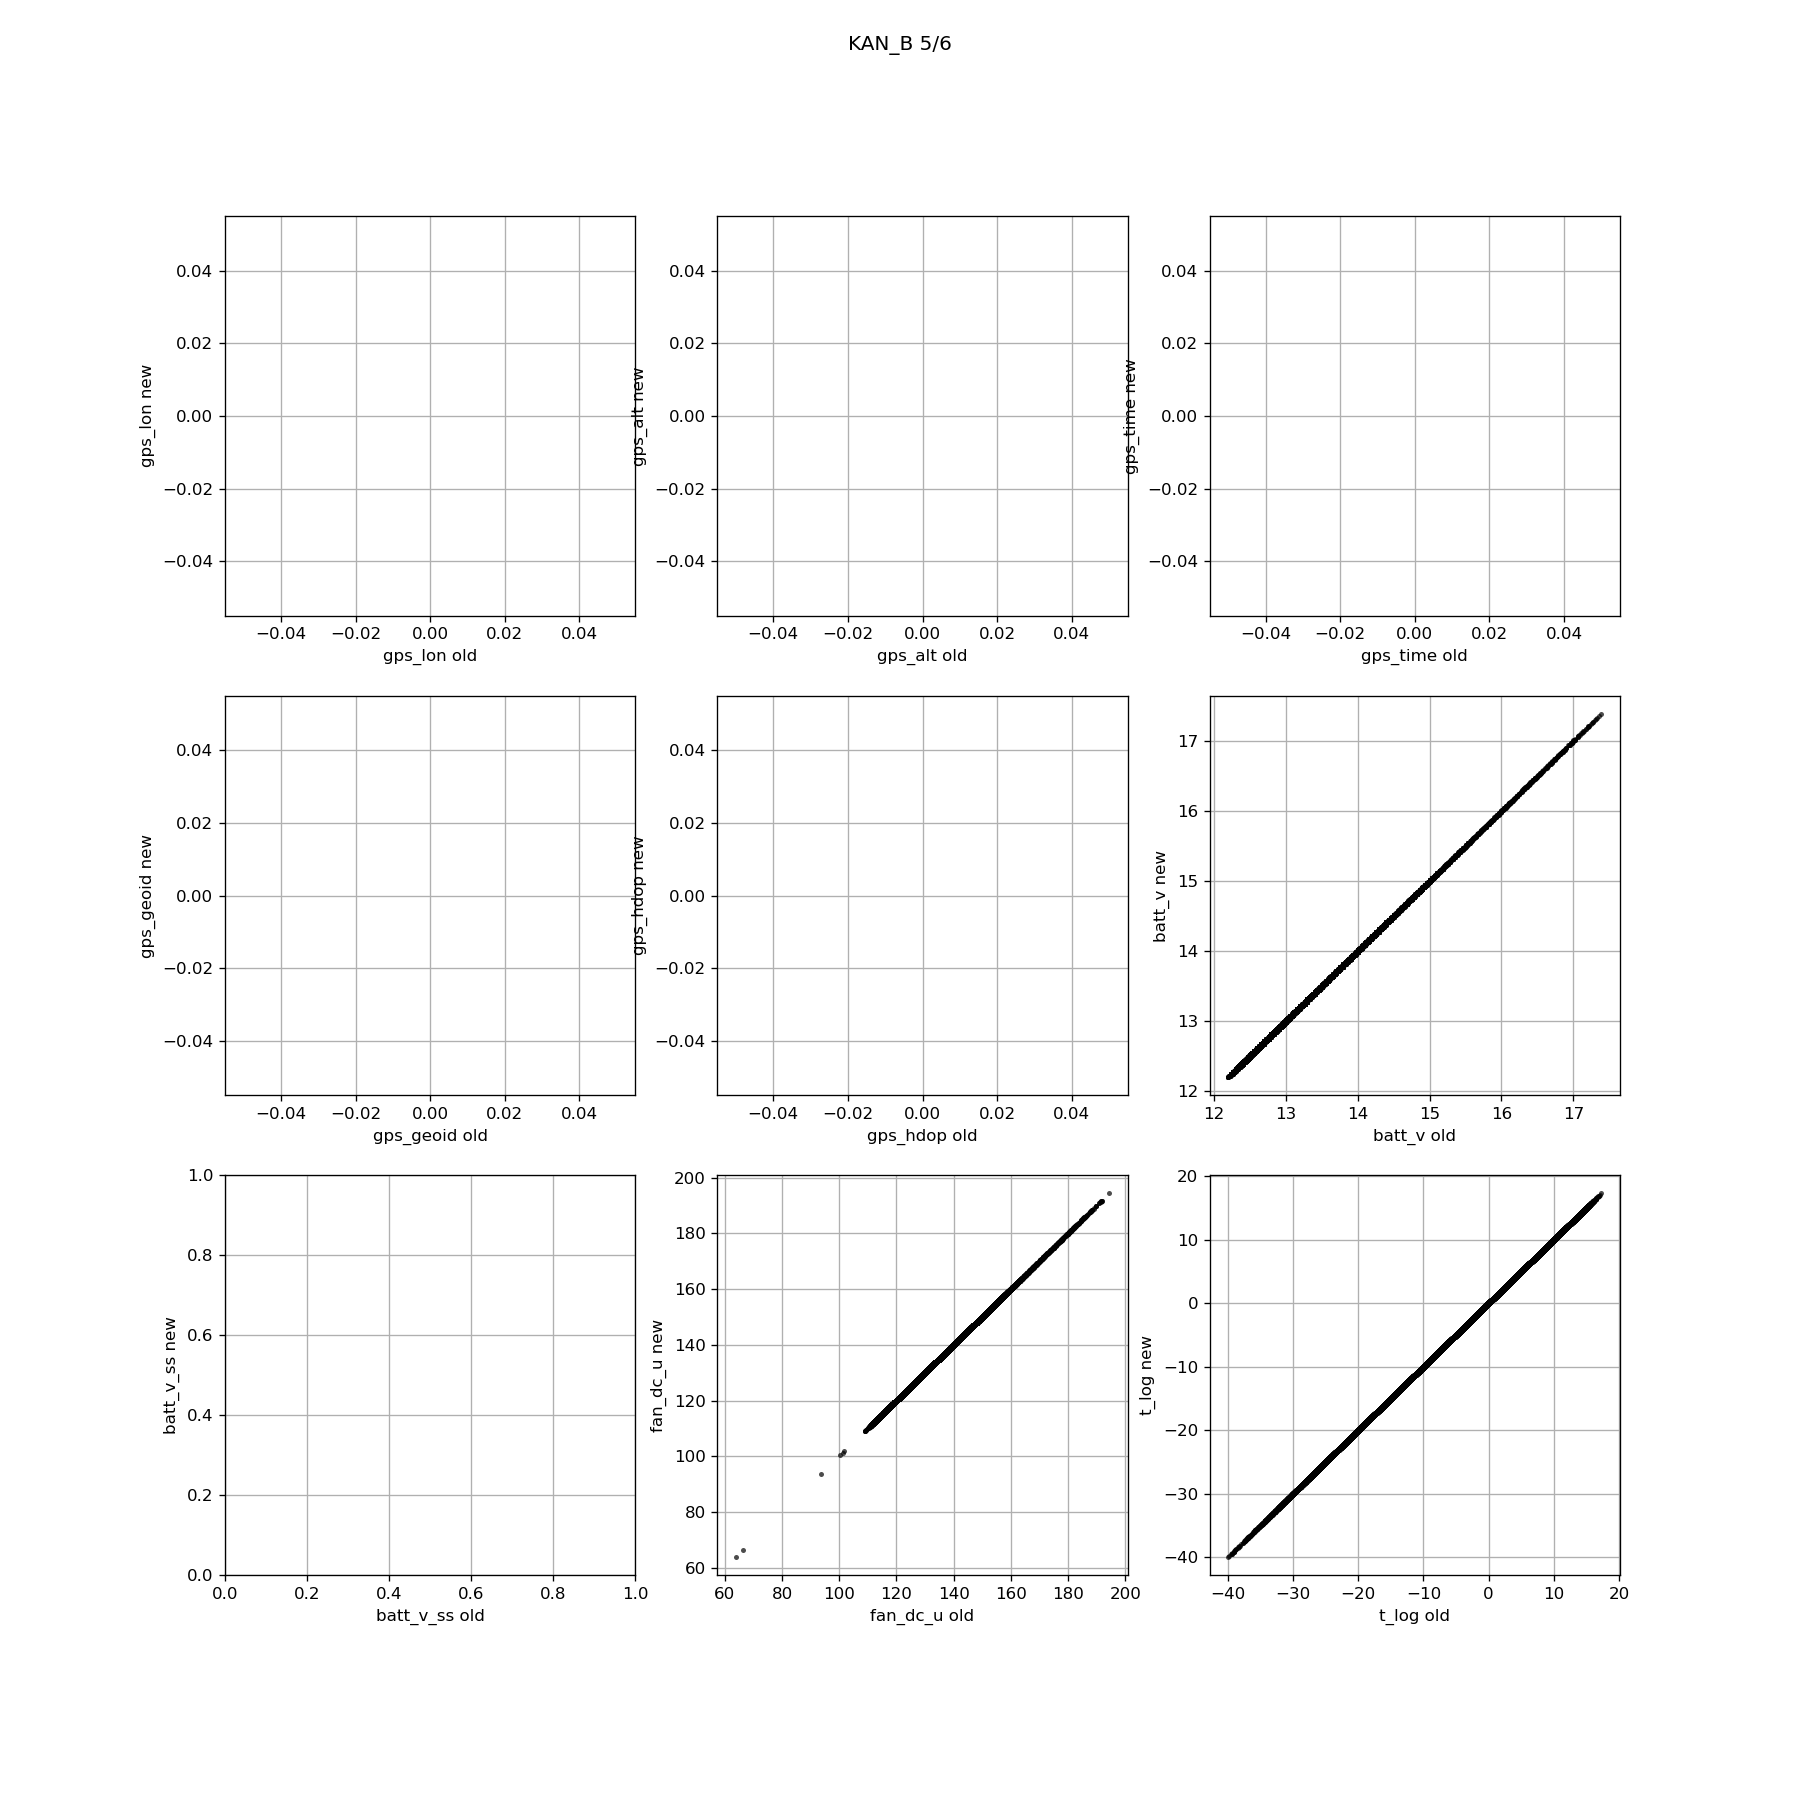 KAN_B 5/6
0.04
0.02
0.00
−0.02
−0.04
gps_lon new
−0.04 −0.02 0.00 0.02 0.04
gps_lon old
0.04
0.02
0.00
−0.02
−0.04
gps_alt new
−0.04 −0.02 0.00 0.02 0.04
gps_alt old
0.04
0.02
0.00
−0.02
−0.04
gps_time new
−0.04 −0.02 0.00 0.02 0.04
gps_time old
0.04
0.02
0.00
−0.02
−0.04
gps_geoid new
−0.04 −0.02 0.00 0.02 0.04
gps_geoid old
0.04
0.02
0.00
−0.02
−0.04
gps_hdop new
−0.04 −0.02 0.00 0.02 0.04
gps_hdop old
17
16
15
14
13
12
batt_v new
12 13 14 15 16 17
batt_v old
1.0
0.8
0.6
0.4
0.2
0.0
batt_v_ss new
0.0 0.2 0.4 0.6 0.8 1.0
batt_v_ss old
200
180
160
140
120
100
80
60
fan_dc_u new
60 80 100 120 140 160 180 200
fan_dc_u old
20
10
0
−10
−20
−30
−40
t_log new
−40 −30 −20 −10 0 10 20
t_log old